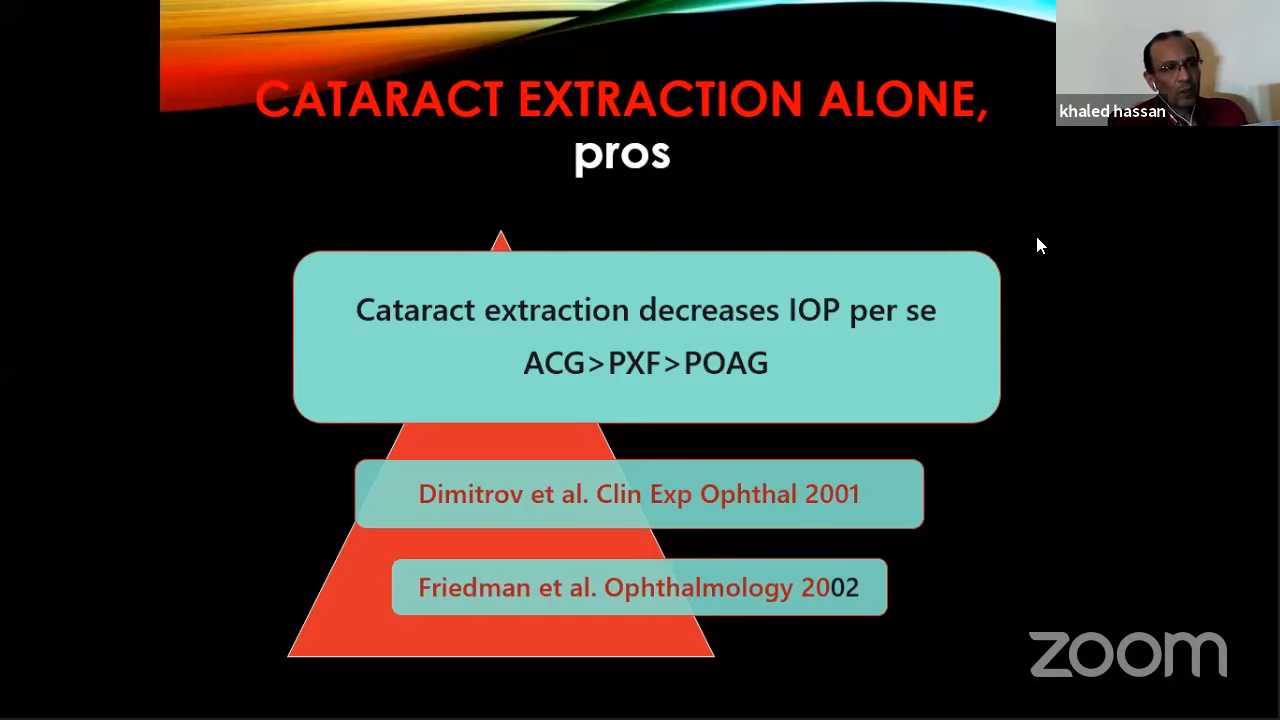 CATARACT EXTRACTION ALONE,
pros
khaled hassan
Cataract extraction decreases IOP per se
ACG>PXF>POAG
Dimitrov et al. Clin Exp Ophthal 2001
Friedman et al. Ophthalmology 2002
zoom